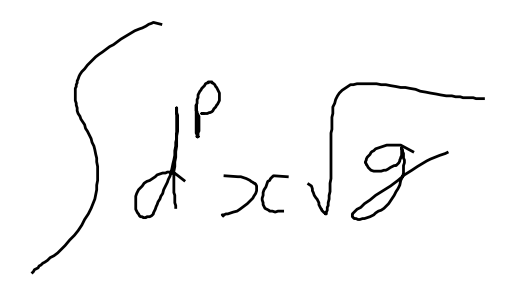 ∫ d^p x √g